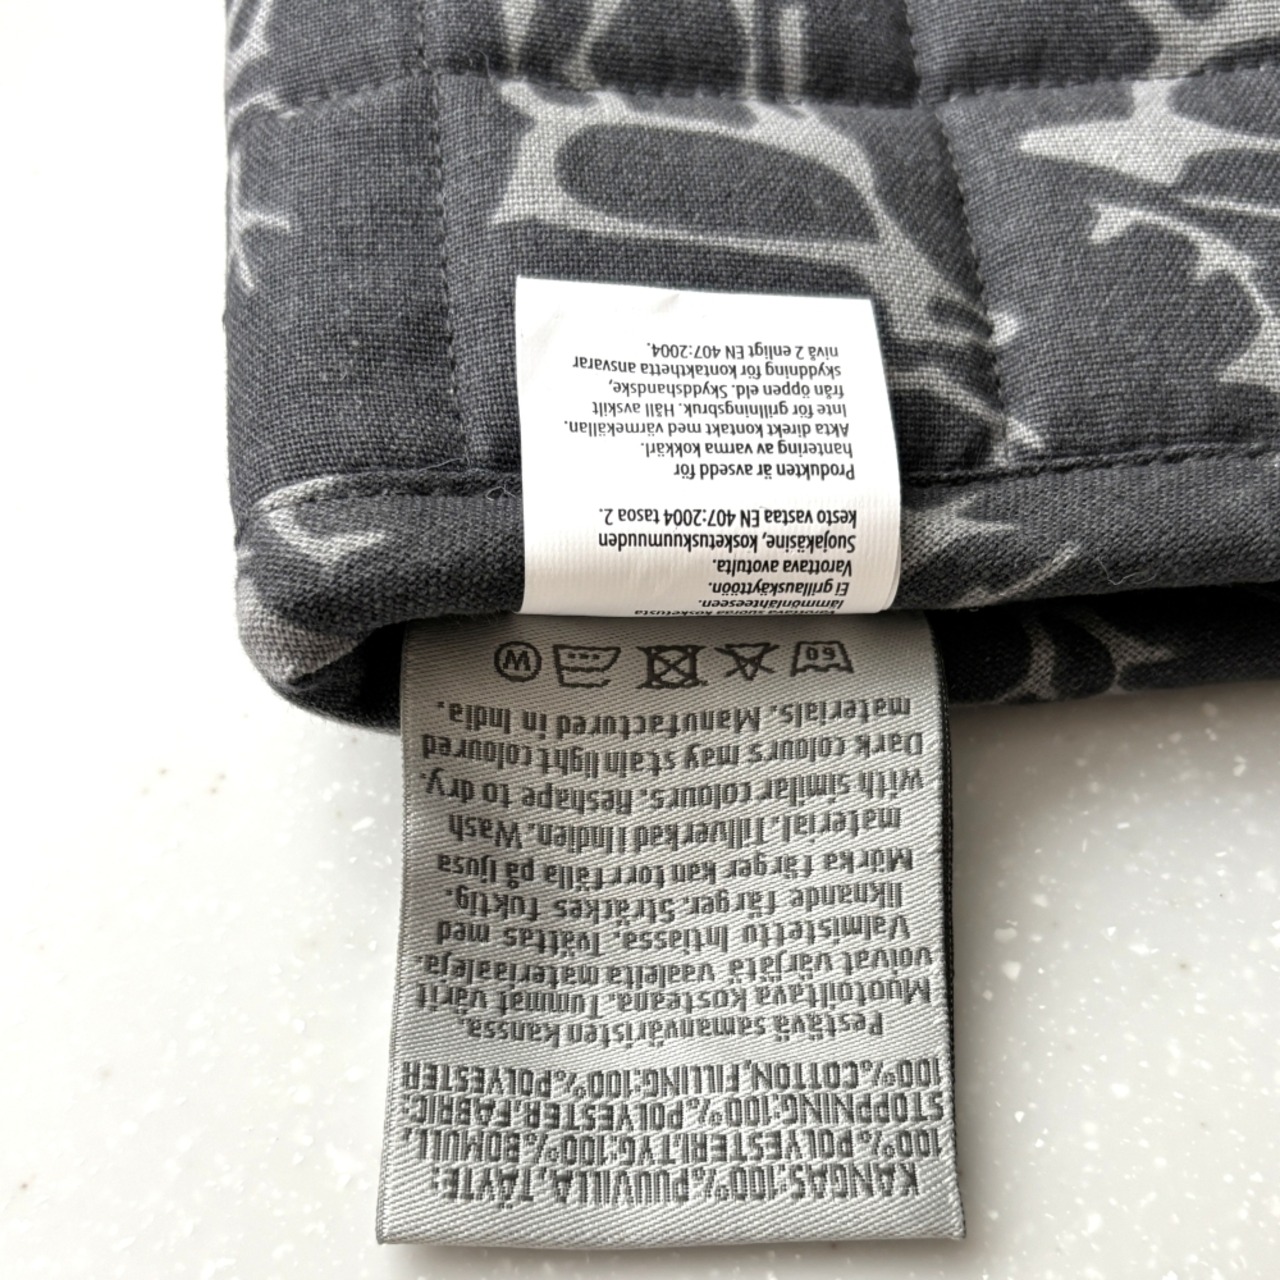 KANGAS:100%PUUVILLA,TÄYTE:
100%POLYESTERI.TYG:100%BOMULL,
STOPPNING:100%POLYESTER.FABRIC:
100%COTTON,FILLING:100%POLYESTER
Pestävä samanväristen kanssa.
Muotoiltava kosteana. Tummat värit
voivat värjätä vaaleita materiaaleja.
Valmistettu Intiassa. Tvättas med
liknande färger. Sträckes fuktig.
Mörka färger kan torrfälla på ljusa
material. Tillverkad i Indien. Wash
with similar colours. Reshape to dry.
Dark colours may stain light coloured
materials. Manufactured in India.
60 W
Varottava suoraa kosketusta
lämmönlähteeseen.
Ei grillauskäyttöön.
Varottava avotulta.
Suojakäsine, kosketuskuumuuden
kesto vastaa EN 407:2004 tasoa 2.
Produkten är avsedd för
hantering av varma kokkärl.
Akta direkt kontakt med värmekällan.
Inte för grillningsbruk. Håll avskilt
från öppen eld. Skyddshandske,
skyddning för kontakthetta ansvarar
nivå 2 enligt EN 407:2004.